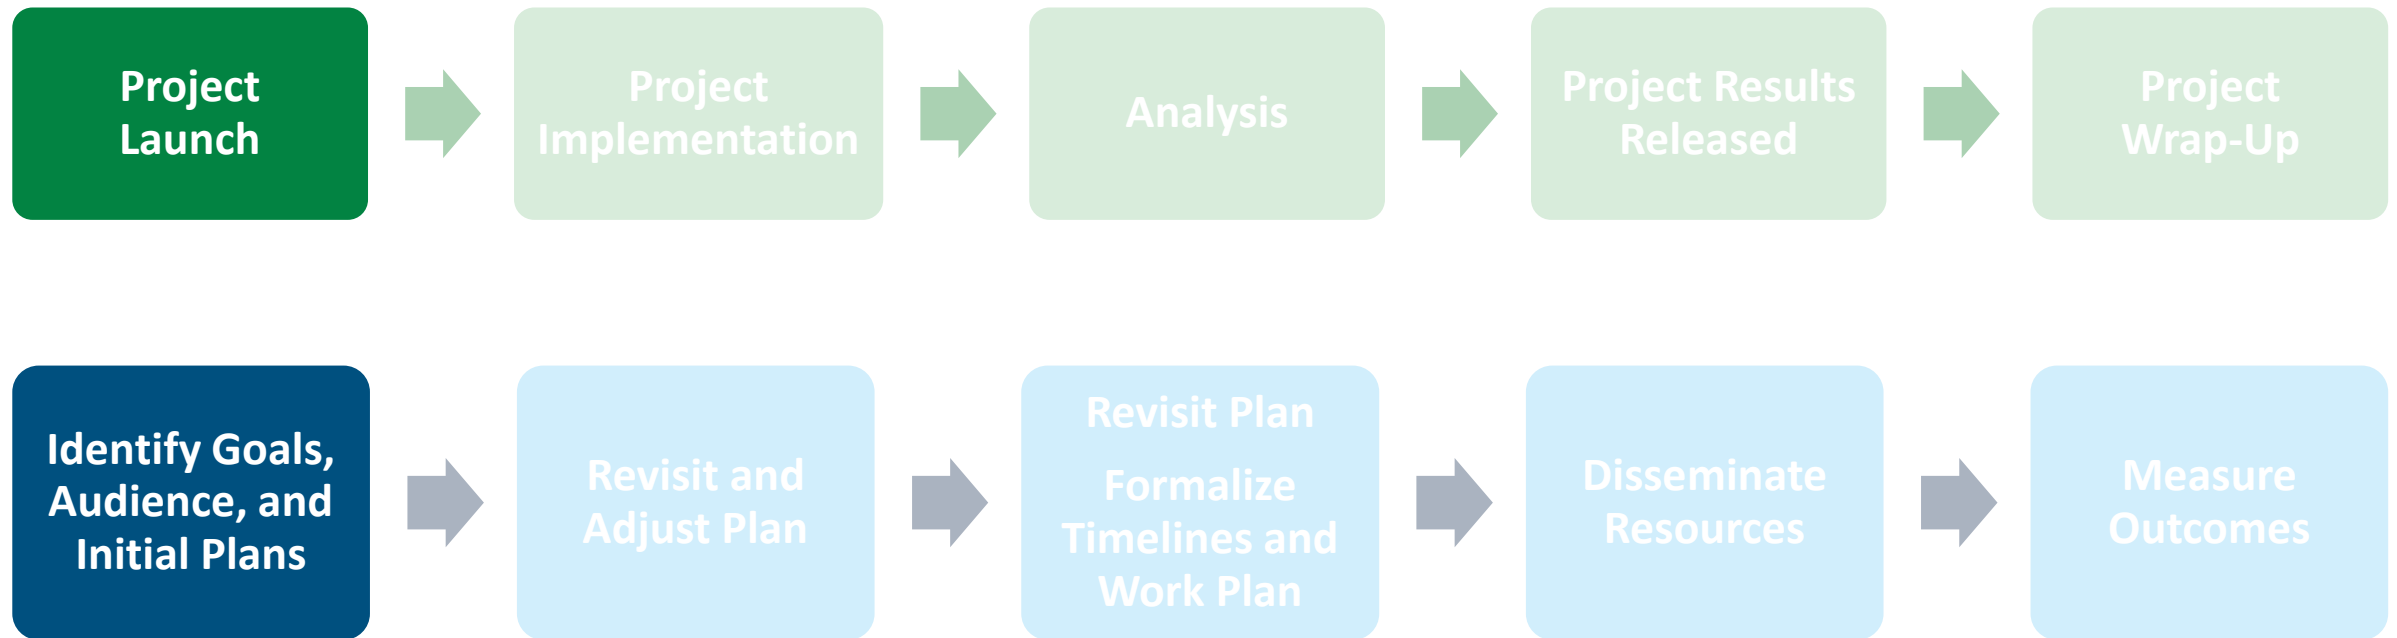 Project
Launch
Project
Implementation
Analysis
Project Results
Released
Project
Wrap-Up
Identify Goals,
Audience, and
Initial Plans
Revisit and
Adjust Plan
Revisit Plan
Formalize
Timelines and
Work Plan
Disseminate
Resources
Measure
Outcomes